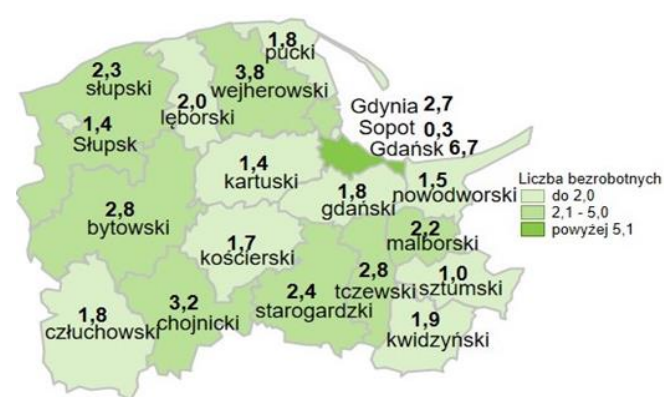 1,8
pucki
2,3
słupski
3,8
wejherowski
2,0
lęborski
Gdynia 2,7
Sopot 0,3
Gdańsk 6,7
1,4
Słupsk
1,4
kartuski
1,8
gdański
1,5
nowodworski
Liczba bezrobotnych
do 2,0
2,1 - 5,0
powyżej 5,1
2,8
bytowski
1,7
kościerski
2,2
malborski
2,8
tczewski
1,0
sztumski
1,8
człuchowski
3,2
chojnicki
2,4
starogardzki
1,9
kwidzyński